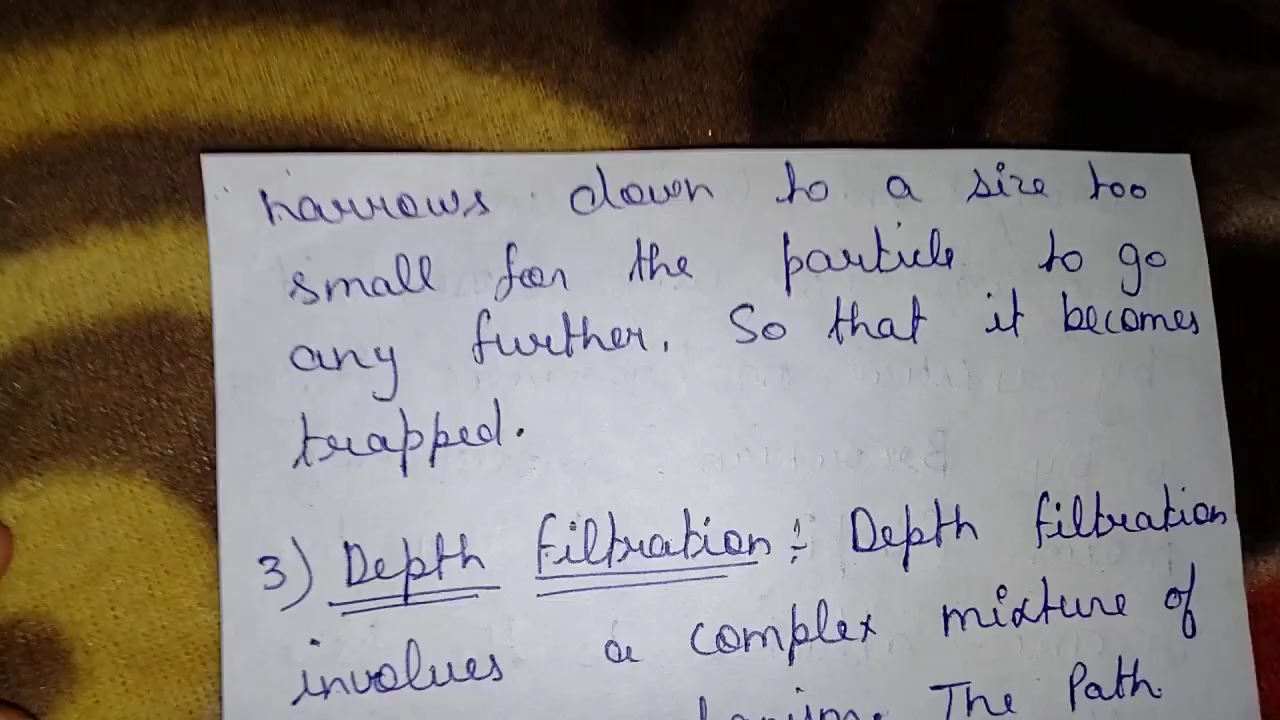 narrows down to a size too
small for the particle to go
any further. So that it becomes
trapped.
3) Depth filtration : Depth filtration
involves a complex mixture of
The Path